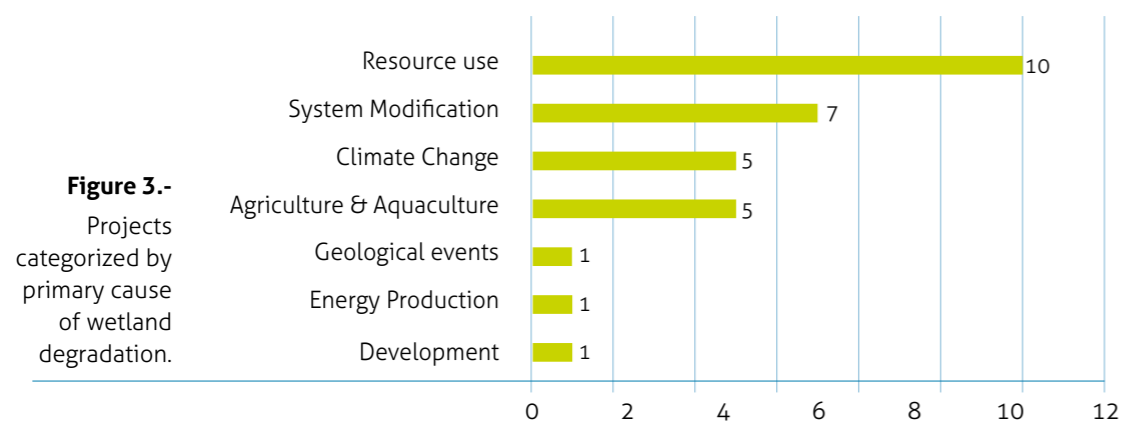 Resource use 10
System Modification 7
Climate Change 5
Agriculture & Aquaculture 5
Geological events 1
Energy Production 1
Development 1
0 2 4 6 8 10 12
Figure 3.-
Projects
categorized by
primary cause
of wetland
degradation.